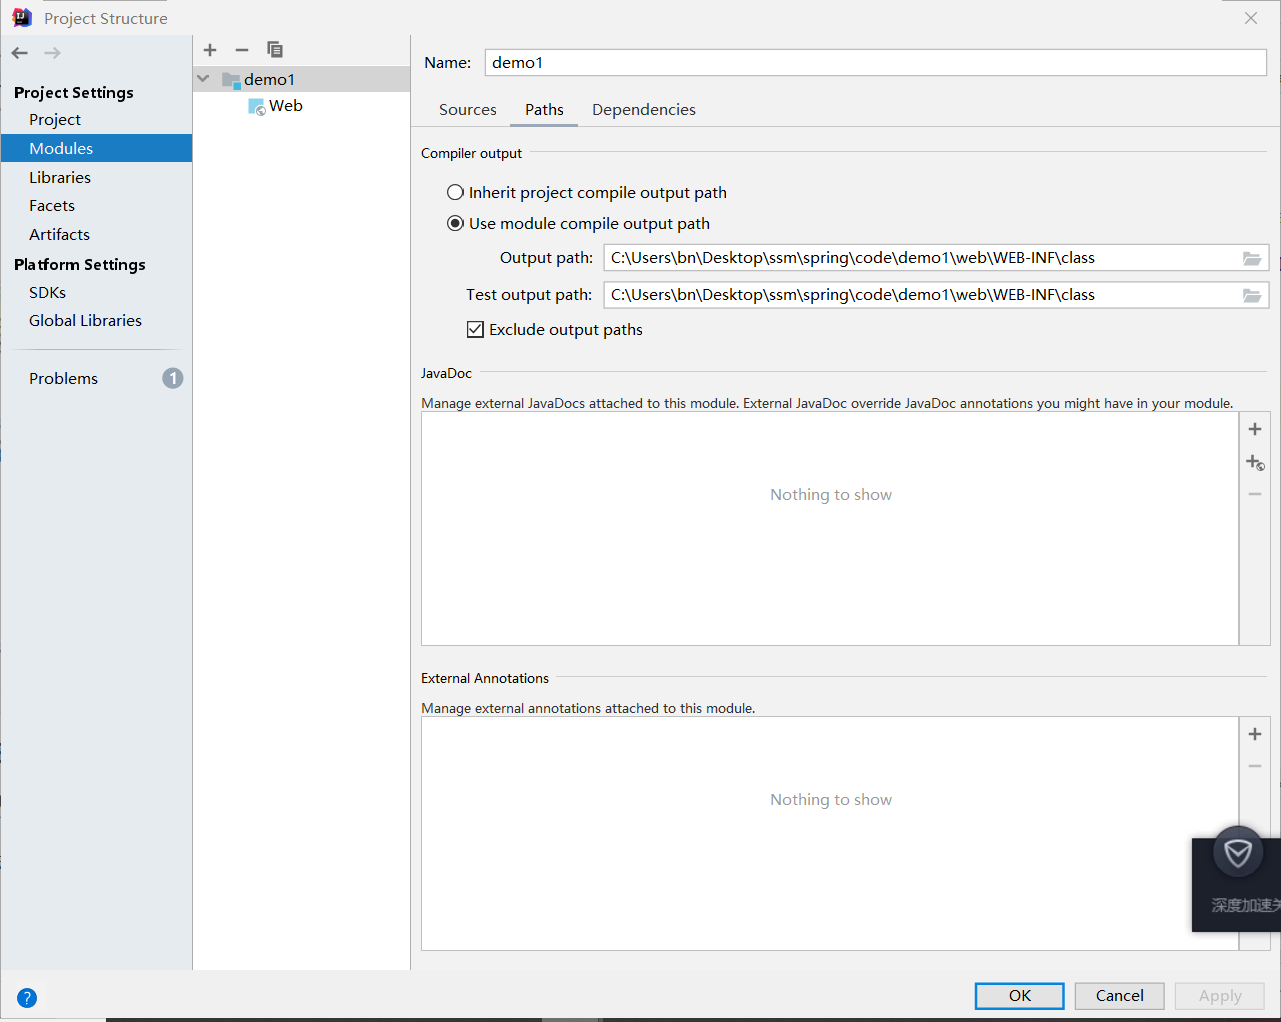 Project Structure
Project Settings
Project
Modules
Libraries
Facets
Artifacts
Platform Settings
SDKs
Global Libraries
Problems
1
demo1
Web
Name:
demo1
Sources
Paths
Dependencies
Compiler output
Inherit project compile output path
Use module compile output path
Output path:
C:\Users\bn\Desktop\ssm\spring\code\demo1\web\WEB-INF\class
Test output path:
C:\Users\bn\Desktop\ssm\spring\code\demo1\web\WEB-INF\class
Exclude output paths
JavaDoc
Manage external JavaDocs attached to this module. External JavaDoc override JavaDoc annotations you might have in your module.
Nothing to show
External Annotations
Manage external annotations attached to this module.
Nothing to show
深度加速关
?
OK
Cancel
Apply